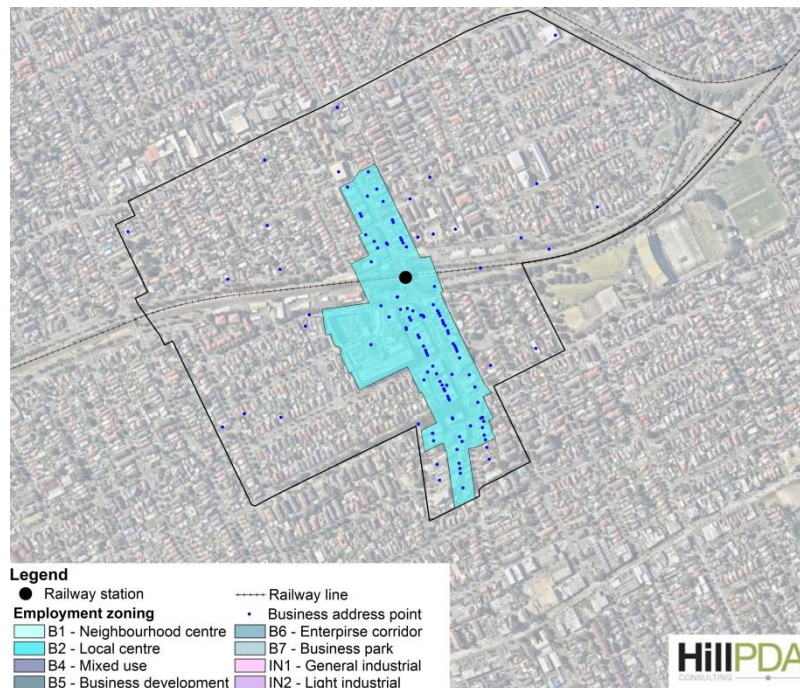 Legend
Railway station
Railway line
Employment zoning
Business address point
B1 - Neighbourhood centre
B6 - Enterpirse corridor
B2 - Local centre
B7 - Business park
B4 - Mixed use
IN1 - General industrial
B5 - Business development
IN2 - Light industrial
HillPDA
CONSULTING